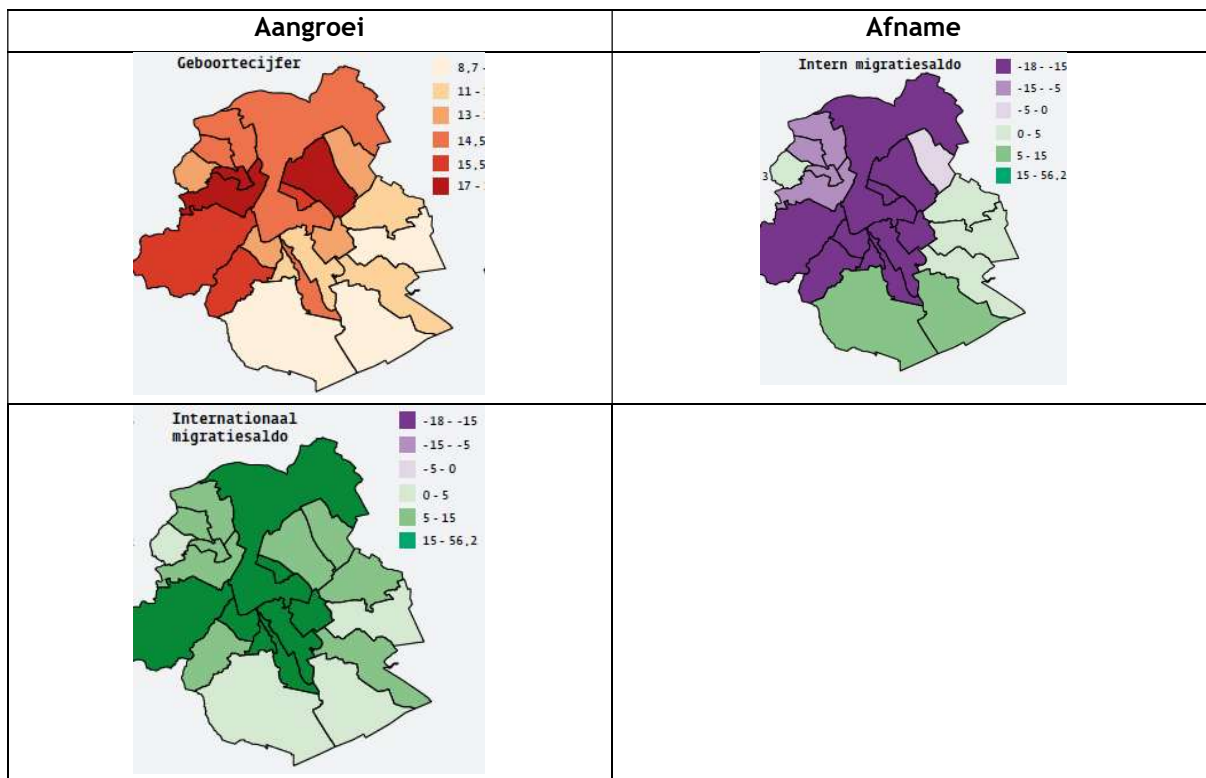 Aangroei
Afname
Geboortecijfer
8,7 -
11 -
13 -
14,5
15,5
17 -
Intern migratiesaldo
-18 - -15
-15 - -5
-5 - 0
0 - 5
5 - 15
15 - 56,2
3
Internationaal
migratiesaldo
-18 - -15
-15 - -5
-5 - 0
0 - 5
5 - 15
15 - 56,2